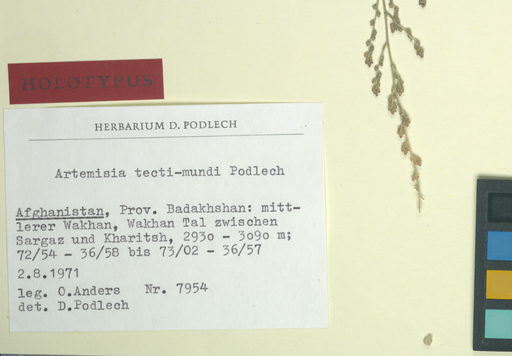 HOLOTYPUS
HERBARIUM D. PODLECH
Artemisia tecti-mundi Podlech
Afghanistan, Prov. Badakhshan: mitt-
lerer Wakhan, Wakhan Tal zwischen
Sargaz und Kharitsh, 2930 - 3090 m;
72/54 - 36/58 bis 73/02 - 36/57
2.8.1971
leg. O.Anders Nr. 7954
det. D.Podlech